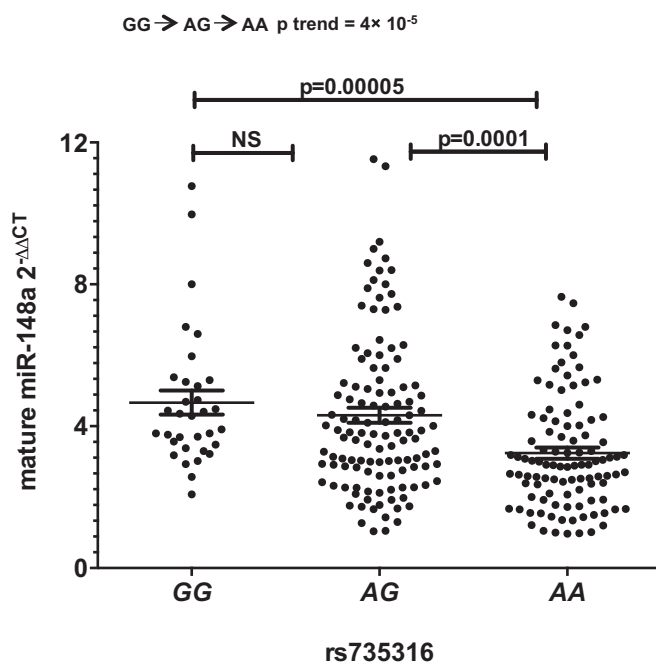 GG → AG → AA p trend = 4× 10⁻⁵
p=0.00005
NS
p=0.0001
mature miR-148a 2⁻ΔΔCT
12
8
4
0
GG
AG
AA
rs735316